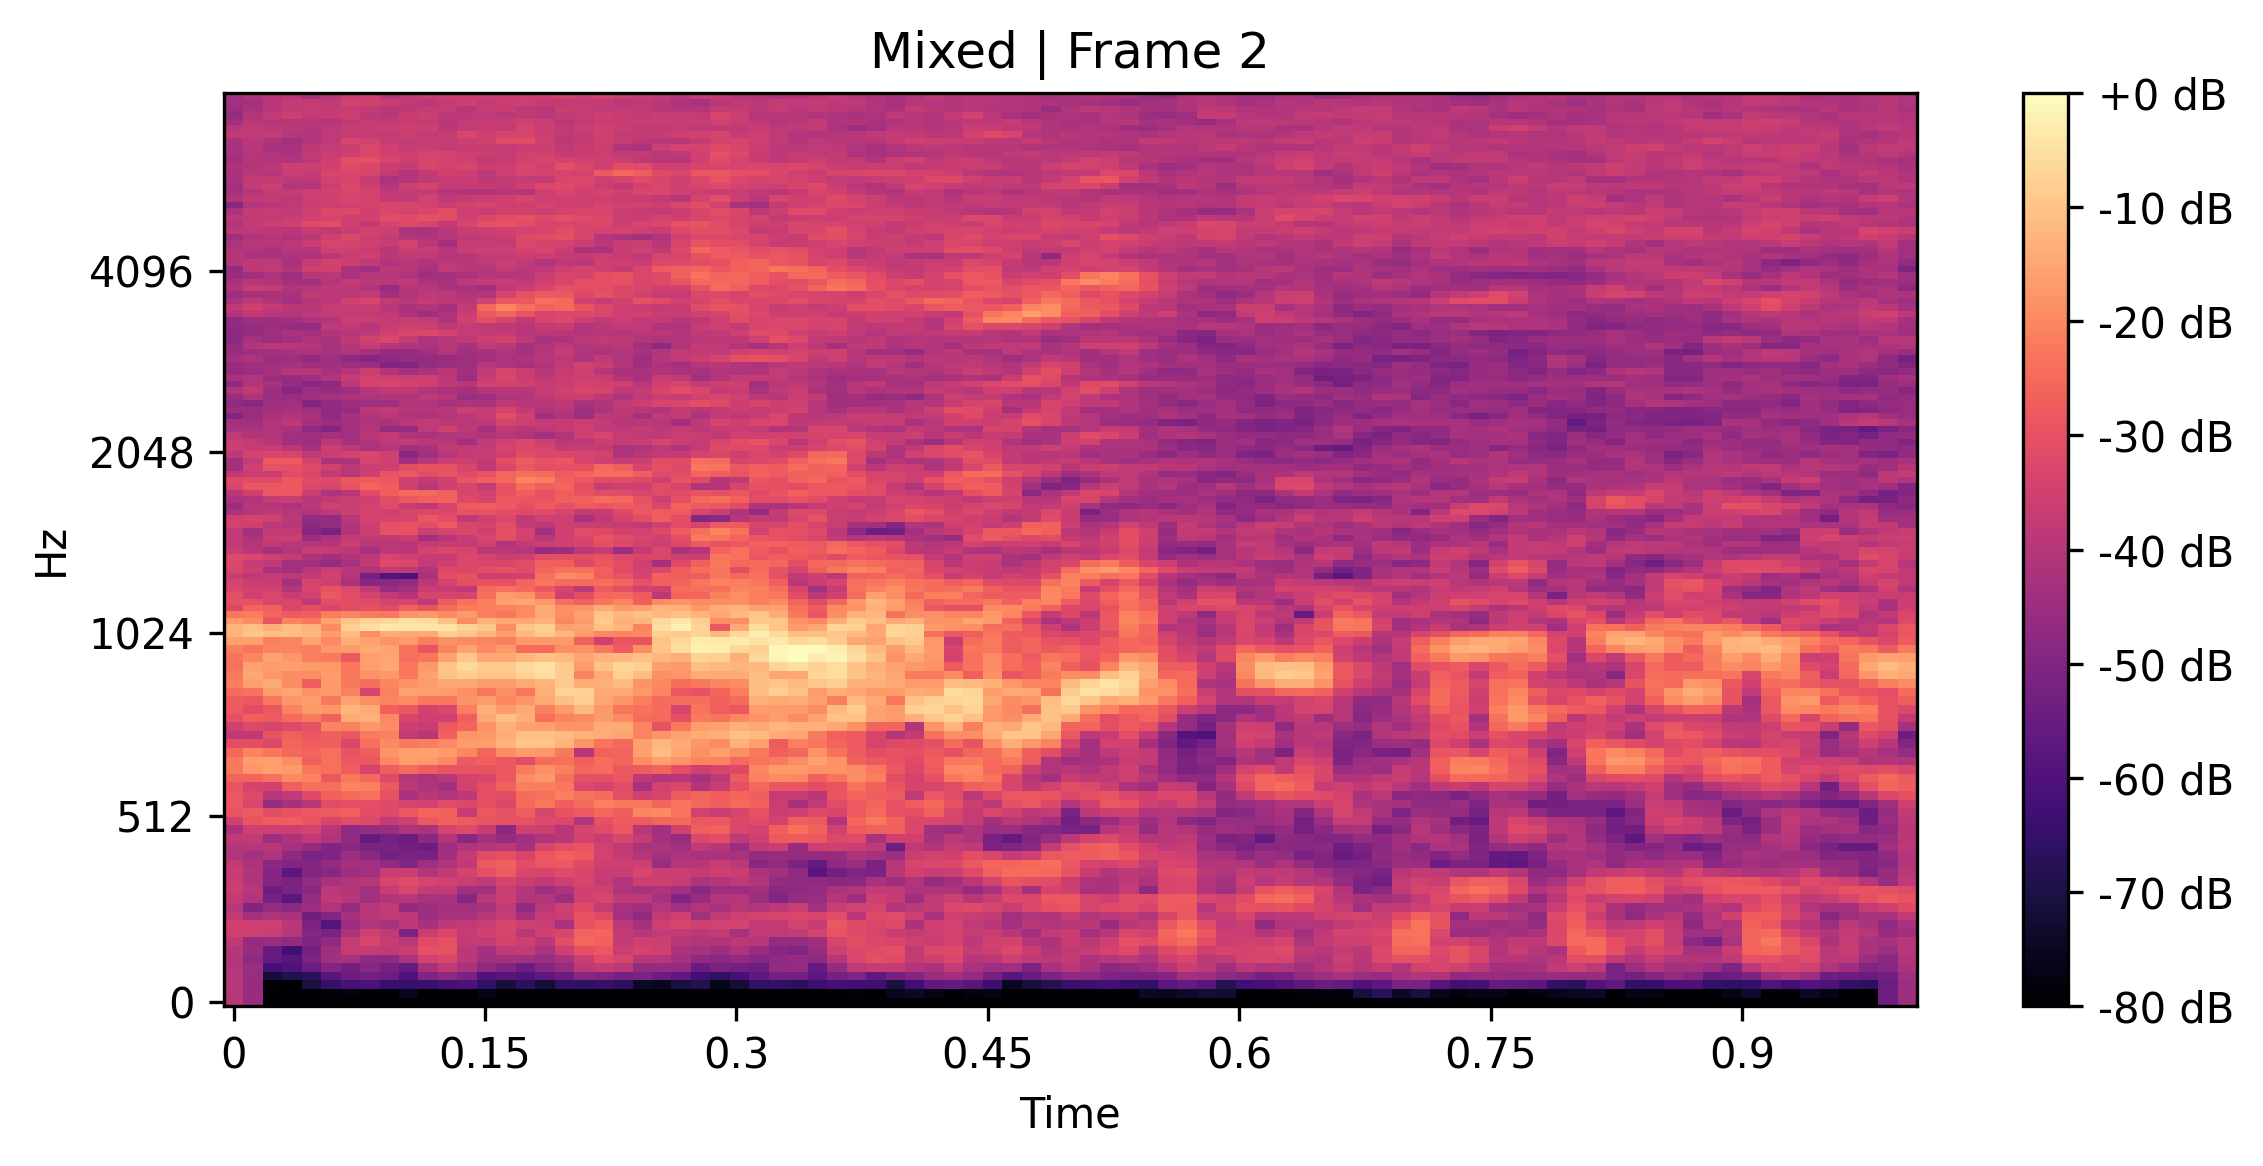 Mixed | Frame 2
+0 dB
-10 dB
-20 dB
-30 dB
-40 dB
-50 dB
-60 dB
-70 dB
-80 dB
Hz
4096
2048
1024
512
0
0 0.15 0.3 0.45 0.6 0.75 0.9
Time